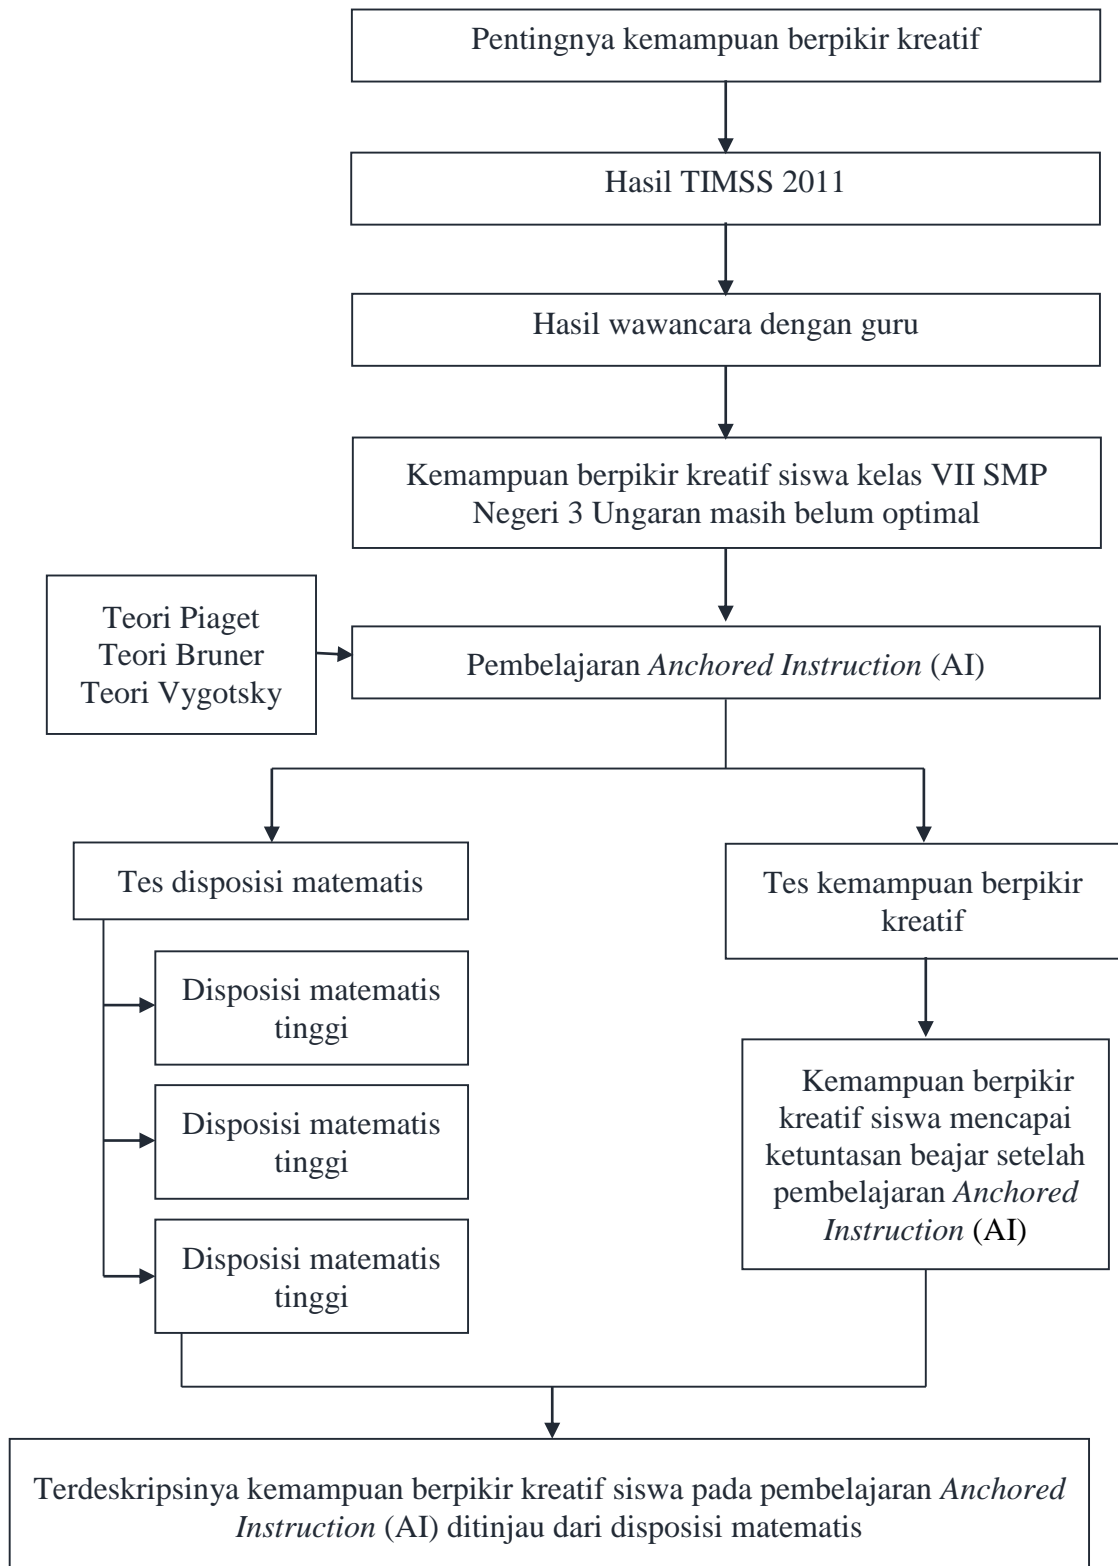 Pentingnya kemampuan berpikir kreatif
Hasil TIMSS 2011
Hasil wawancara dengan guru
Kemampuan berpikir kreatif siswa kelas VII SMP
Negeri 3 Ungaran masih belum optimal
Teori Piaget
Teori Bruner
Teori Vygotsky
Pembelajaran Anchored Instruction (AI)
Tes disposisi matematis
Disposisi matematis
tinggi
Disposisi matematis
tinggi
Disposisi matematis
tinggi
Tes kemampuan berpikir
kreatif
Kemampuan berpikir
kreatif siswa mencapai
ketuntasan beajar setelah
pembelajaran Anchored
Instruction (AI)
Terdeskripsinya kemampuan berpikir kreatif siswa pada pembelajaran Anchored
Instruction (AI) ditinjau dari disposisi matematis